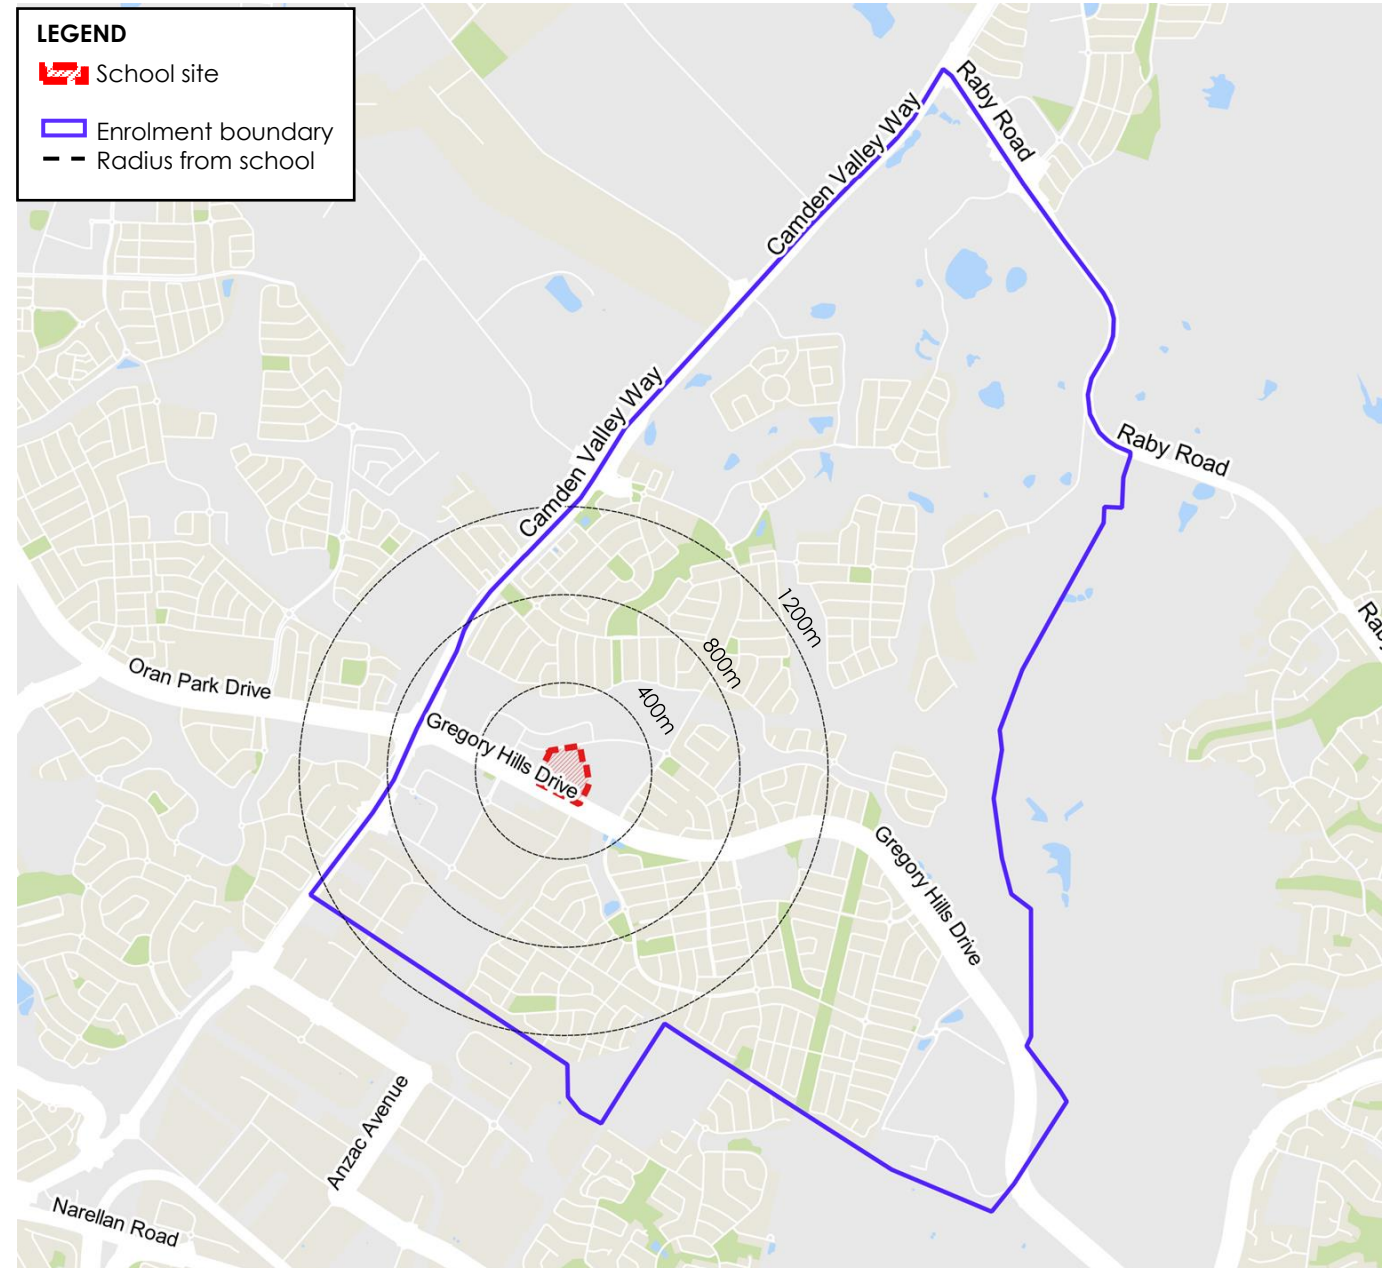 LEGEND
School site
Enrolment boundary
Radius from school
Raby Road
Camden Valley Way
Camden Valley Way
Raby Road
1200m
Raby
800m
Oran Park Drive
400m
Gregory Hills Drive
Gregory Hills Drive
Anzac Avenue
Narellan Road